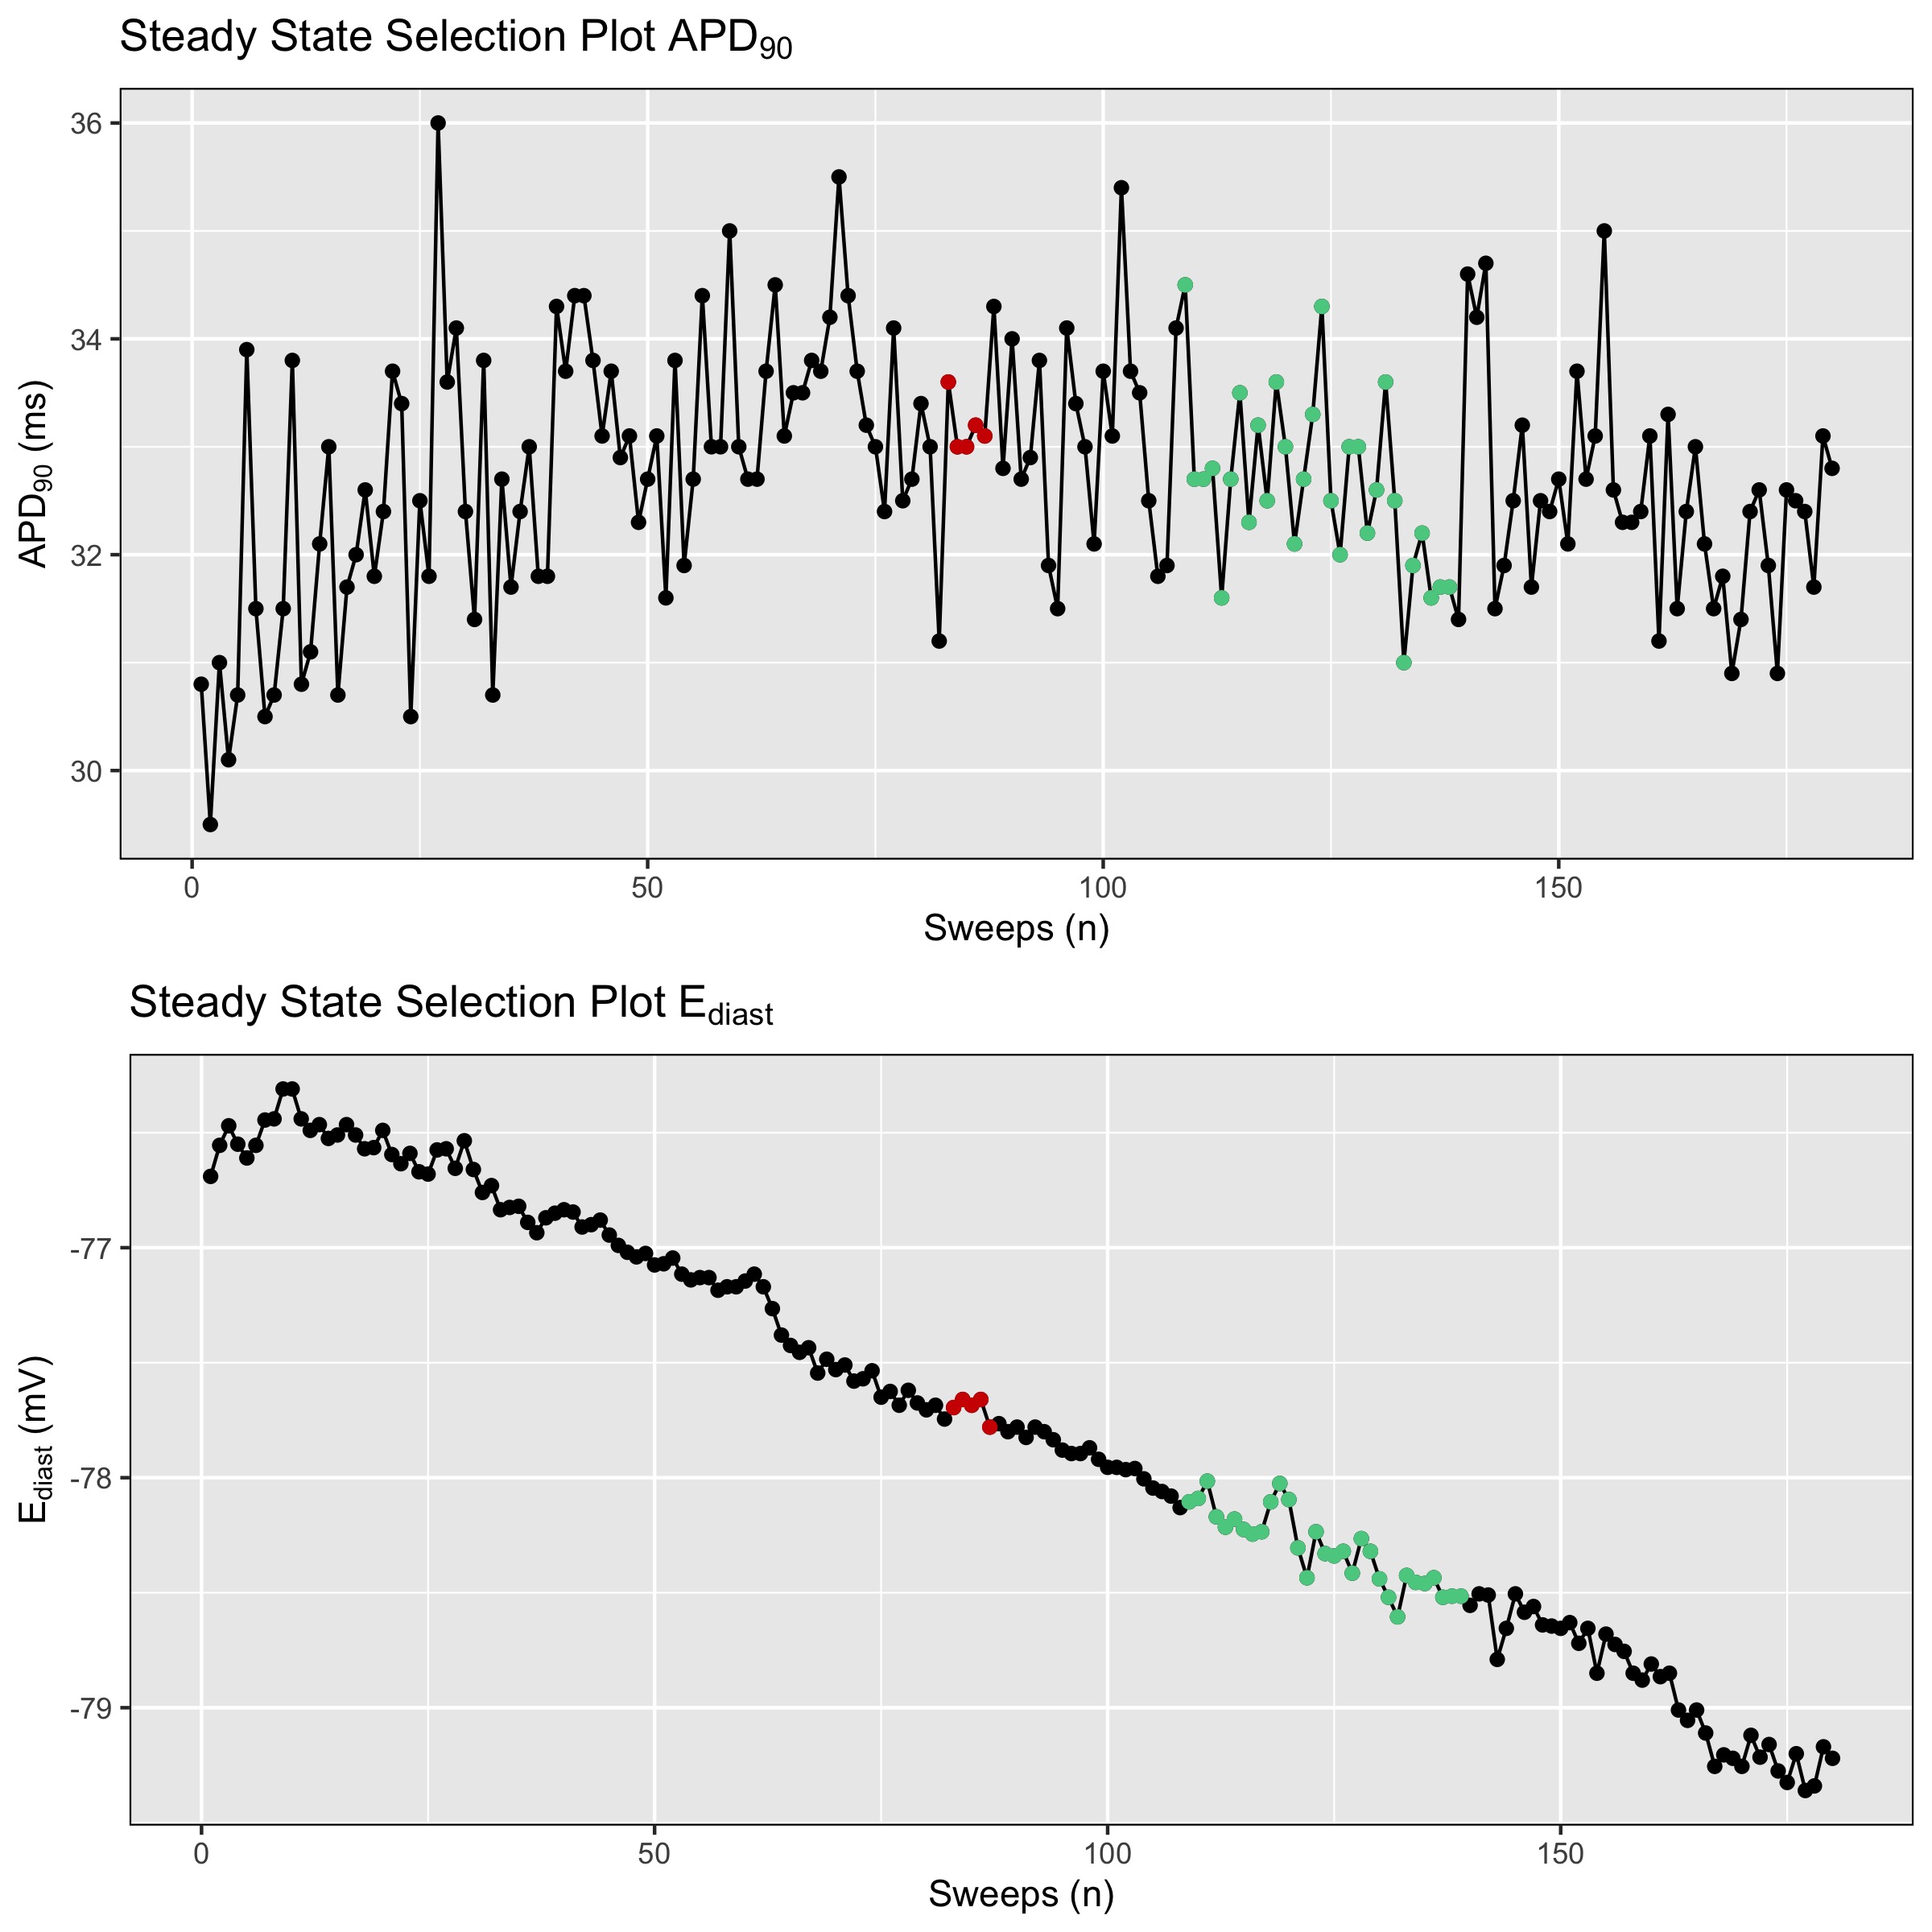 Steady State Selection Plot APD90
36
34
32
30
APD90 (ms)
0 50 100 150
Sweeps (n)
Steady State Selection Plot Ediast
-77
-78
-79
Ediast (mV)
0 50 100 150
Sweeps (n)